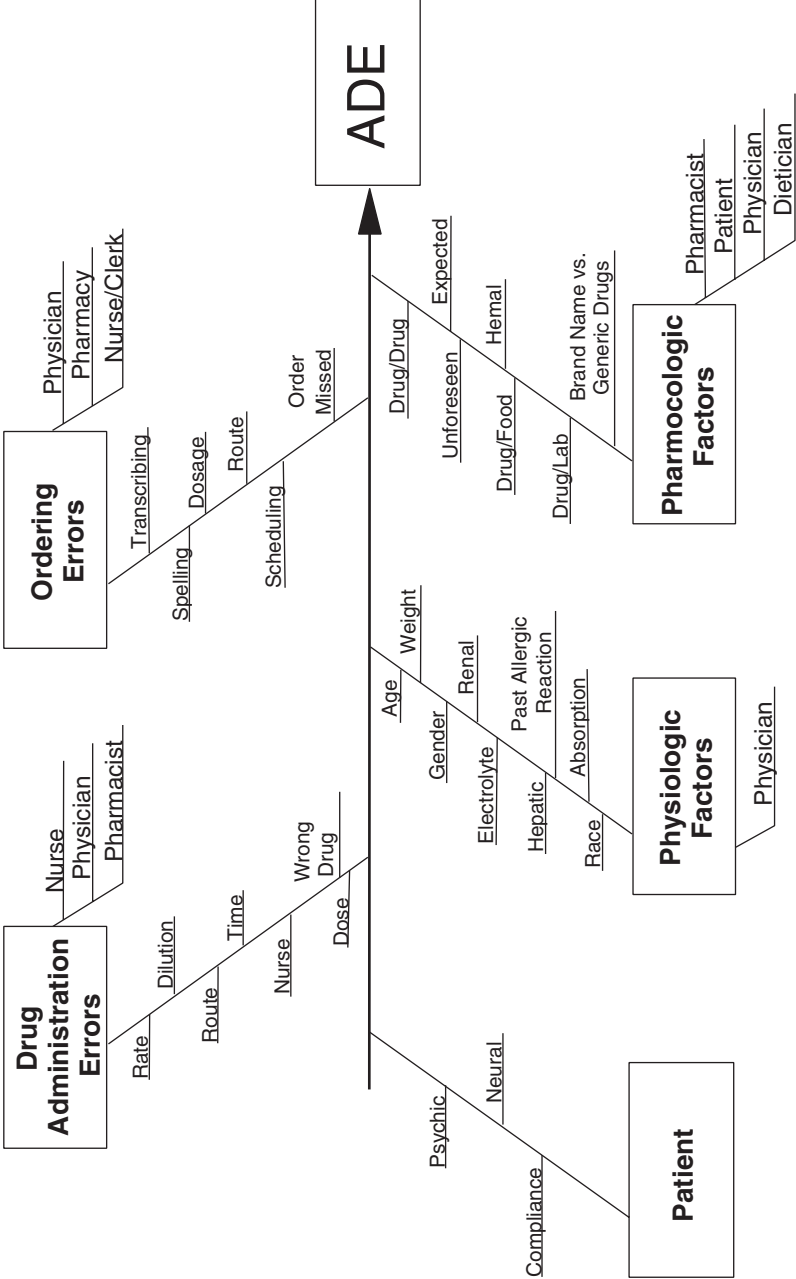 Drug
Administration
Errors
Nurse
Physician
Pharmacist
Rate
Dilution
Route
Time
Nurse
Wrong
Drug
Dose
Ordering
Errors
Physician
Pharmacy
Nurse/Clerk
Transcribing
Spelling
Dosage
Route
Scheduling
Order
Missed
ADE
Patient
Psychic
Neural
Compliance
Physiologic
Factors
Physician
Age
Weight
Gender
Renal
Electrolyte
Past Allergic
Reaction
Hepatic
Absorption
Race
Pharmocologic
Factors
Pharmacist
Patient
Physician
Dietician
Drug/Drug
Expected
Unforeseen
Hemal
Drug/Food
Drug/Lab
Brand Name vs.
Generic Drugs